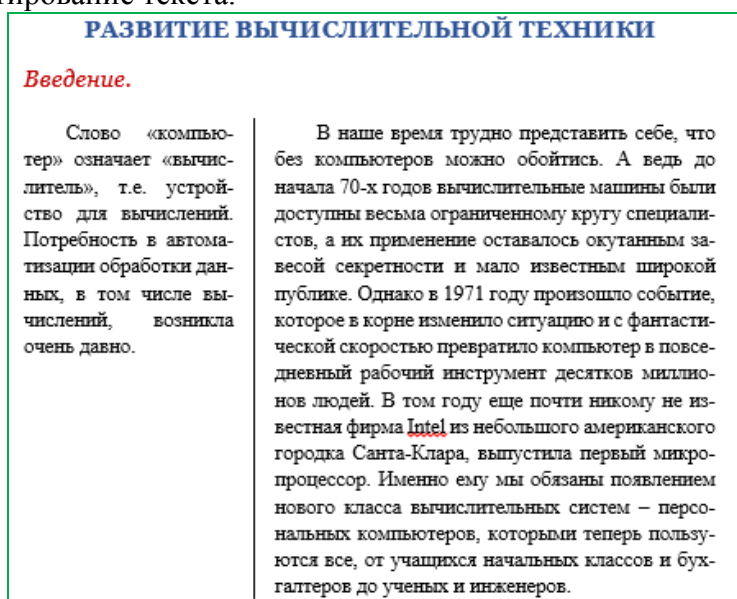 тирование текста.
РАЗВИТИЕ ВЫЧИСЛИТЕЛЬНОЙ ТЕХНИКИ
Введение.
Слово «компью-
тер» означает «вычис-
литель», т.е. устрой-
ство для вычислений.
Потребность в автома-
тизации обработки дан-
ных, в том числе вы-
числений, возникла
очень давно.
В наше время трудно представить себе, что
без компьютеров можно обойтись. А ведь до
начала 70-х годов вычислительные машины были
доступны весьма ограниченному кругу специали-
стов, а их применение оставалось окутанным за-
весой секретности и мало известным широкой
публике. Однако в 1971 году произошло событие,
которое в корне изменило ситуацию и с фантасти-
ческой скоростью превратило компьютер в повсе-
дневный рабочий инструмент десятков миллио-
нов людей. В том году еще почти никому не из-
вестная фирма Intel из небольшого американского
городка Санта-Клара, выпустила первый микро-
процессор. Именно ему мы обязаны появлением
нового класса вычислительных систем – персо-
нальных компьютеров, которыми теперь пользу-
ются все, от учащихся начальных классов и бух-
галтеров до ученых и инженеров.